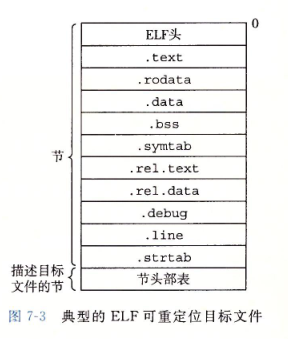 0
ELF头
.text
.rodata
.data
.bss
.symtab
节
.rel.text
.rel.data
.debug
.line
.strtab
描述目标
文件的节
节头部表
图 7-3 典型的 ELF 可重定位目标文件